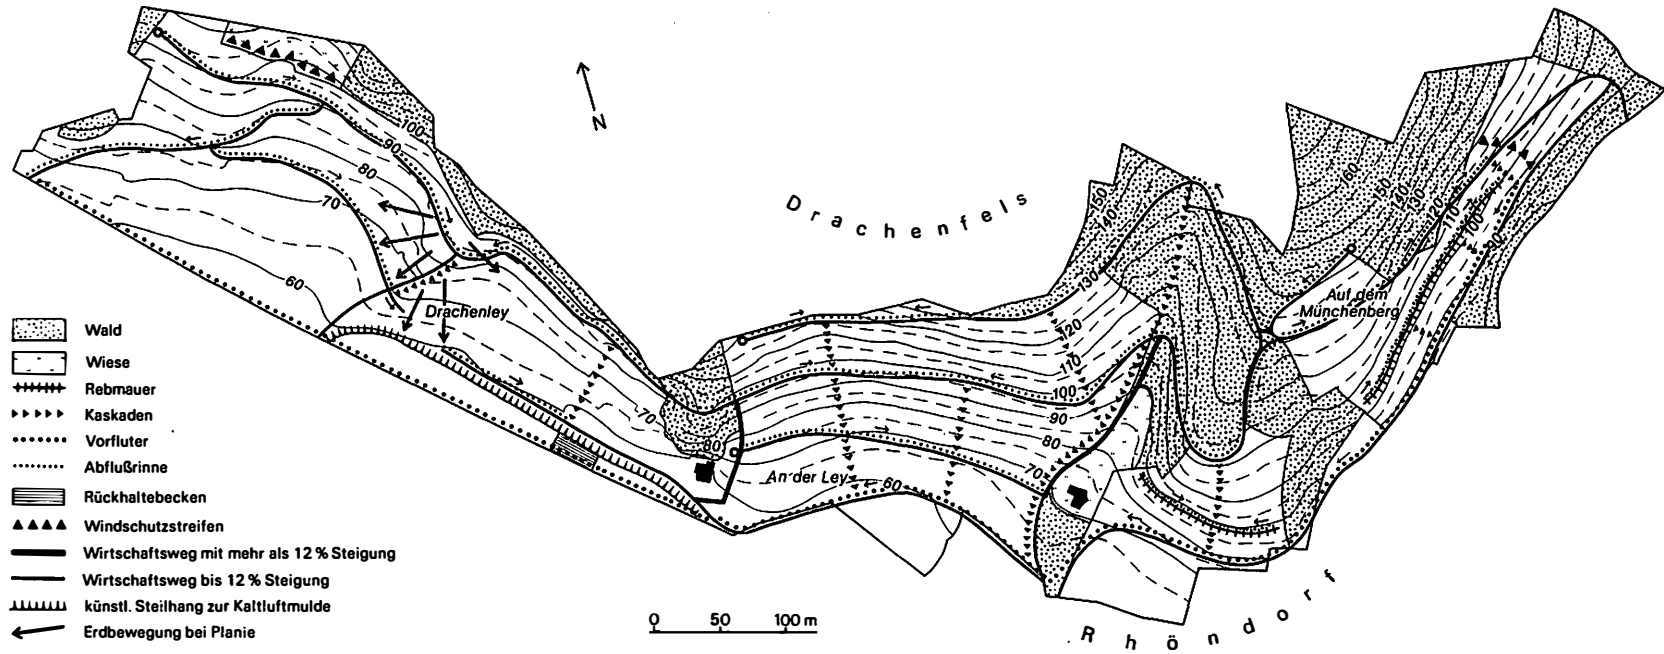 N
Drachenfels
Rhöndorf
Drachenley
An der Ley
Auf dem
Münchenberg
100
90
80
70
60
70
80
60
130
120
110
100
90
80
70
150
140
160
150
140
130
120
110
100
90
Wald
Wiese
Rebmauer
Kaskaden
Vorfluter
Abflußrinne
Rückhaltebecken
Windschutzstreifen
Wirtschaftsweg mit mehr als 12 % Steigung
Wirtschaftsweg bis 12 % Steigung
künstl. Steilhang zur Kaltluftmulde
Erdbewegung bei Planie
0 50 100 m